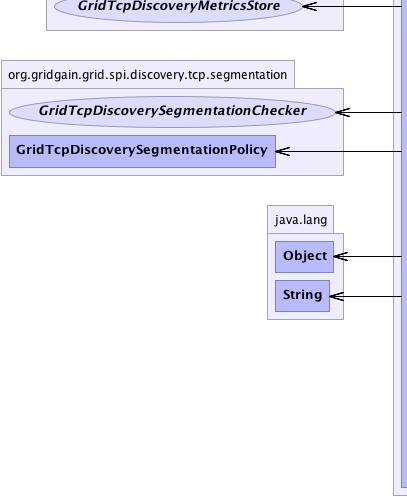 GridTcpDiscoveryMetricsStore
org.gridgain.grid.spi.discovery.tcp.segmentation
GridTcpDiscoverySegmentationChecker
GridTcpDiscoverySegmentationPolicy
java.lang
Object
String